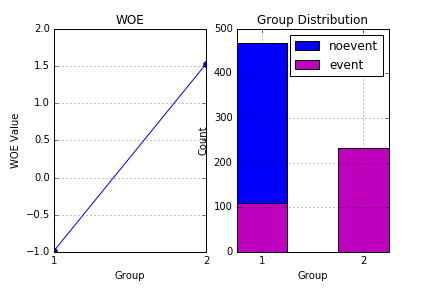 WOE
2.0
1.5
1.0
0.5
0.0
−0.5
−1.0
WOE Value
1
2
Group
Group Distribution
500
400
300
200
100
0
Count
noevent
event
1
2
Group